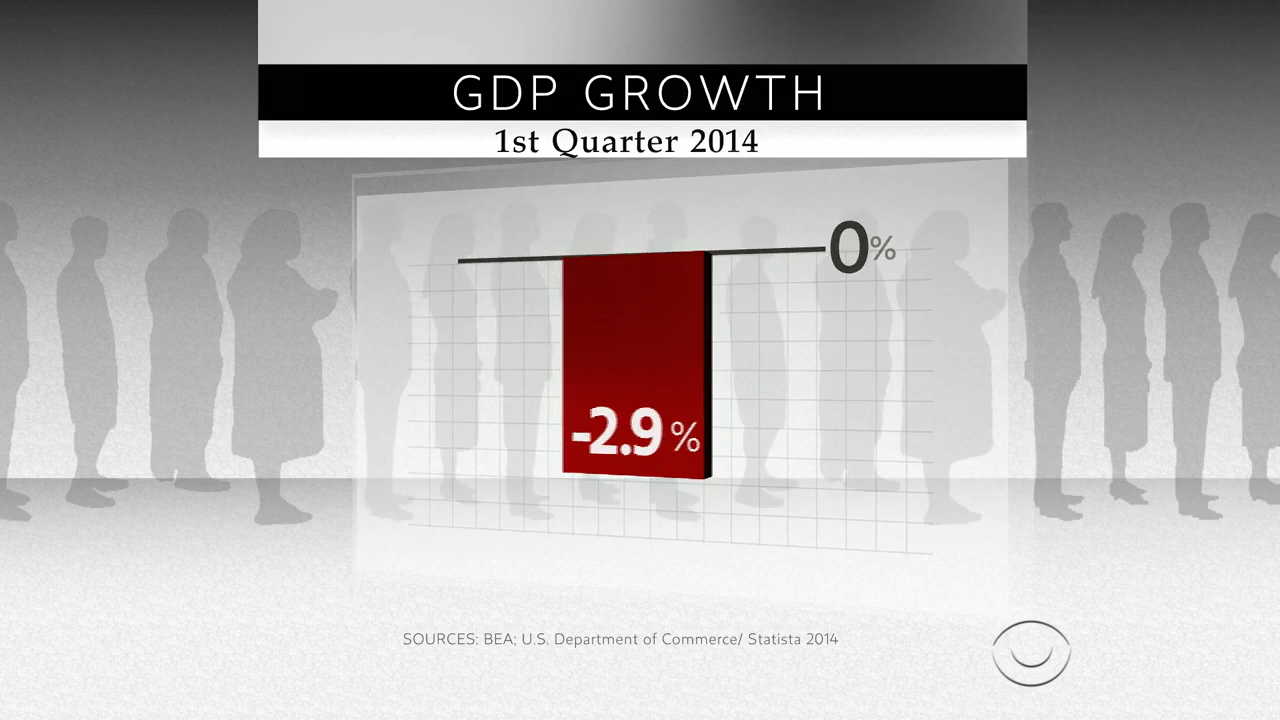 GDP GROWTH
1st Quarter 2014
0%
-2.9%
SOURCES: BEA; U.S. Department of Commerce/ Statista 2014